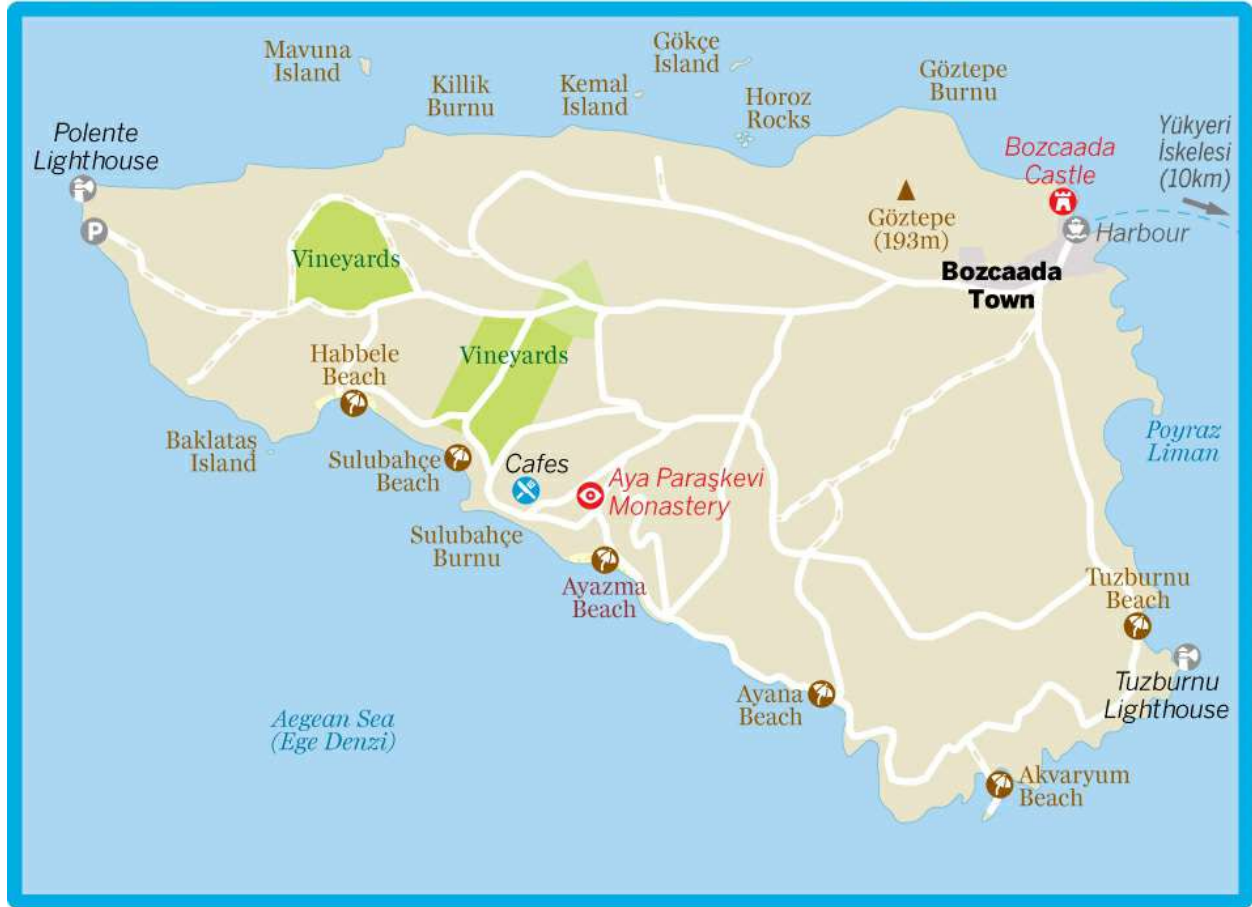 Mavuna
Island
Killik
Burnu
Kemal
Island
Gökçe
Island
Horoz
Rocks
Göztepe
Burnu
Yükyeri
İskelesi
(10km)
Polente
Lighthouse
P
Bozcaada
Castle
Göztepe
(193m)
Harbour
Bozcaada
Town
Vineyards
Vineyards
Habbele
Beach
Baklataş
Island
Sulubahçe
Beach
Cafes
Aya Paraşkevi
Monastery
Poyraz
Liman
Sulubahçe
Burnu
Ayazma
Beach
Tuzburnu
Beach
Ayana
Beach
Tuzburnu
Lighthouse
Aegean Sea
(Ege Denzi)
Akvaryum
Beach